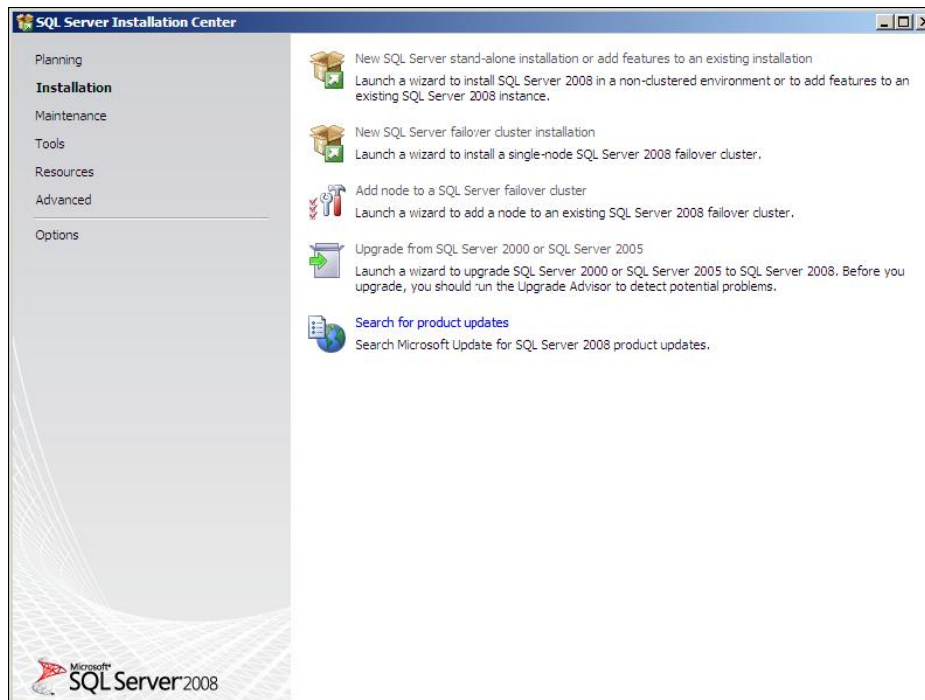 SQL Server Installation Center
Planning
Installation
Maintenance
Tools
Resources
Advanced
Options
New SQL Server stand-alone installation or add features to an existing installation
Launch a wizard to install SQL Server 2008 in a non-clustered environment or to add features to an
existing SQL Server 2008 instance.
New SQL Server failover cluster installation
Launch a wizard to install a single-node SQL Server 2008 failover cluster.
Add node to a SQL Server failover cluster
Launch a wizard to add a node to an existing SQL Server 2008 failover cluster.
Upgrade from SQL Server 2000 or SQL Server 2005
Launch a wizard to upgrade SQL Server 2000 or SQL Server 2005 to SQL Server 2008. Before you
upgrade, you should run the Upgrade Advisor to detect potential problems.
Search for product updates
Search Microsoft Update for SQL Server 2008 product updates.
Microsoft
SQL Server 2008